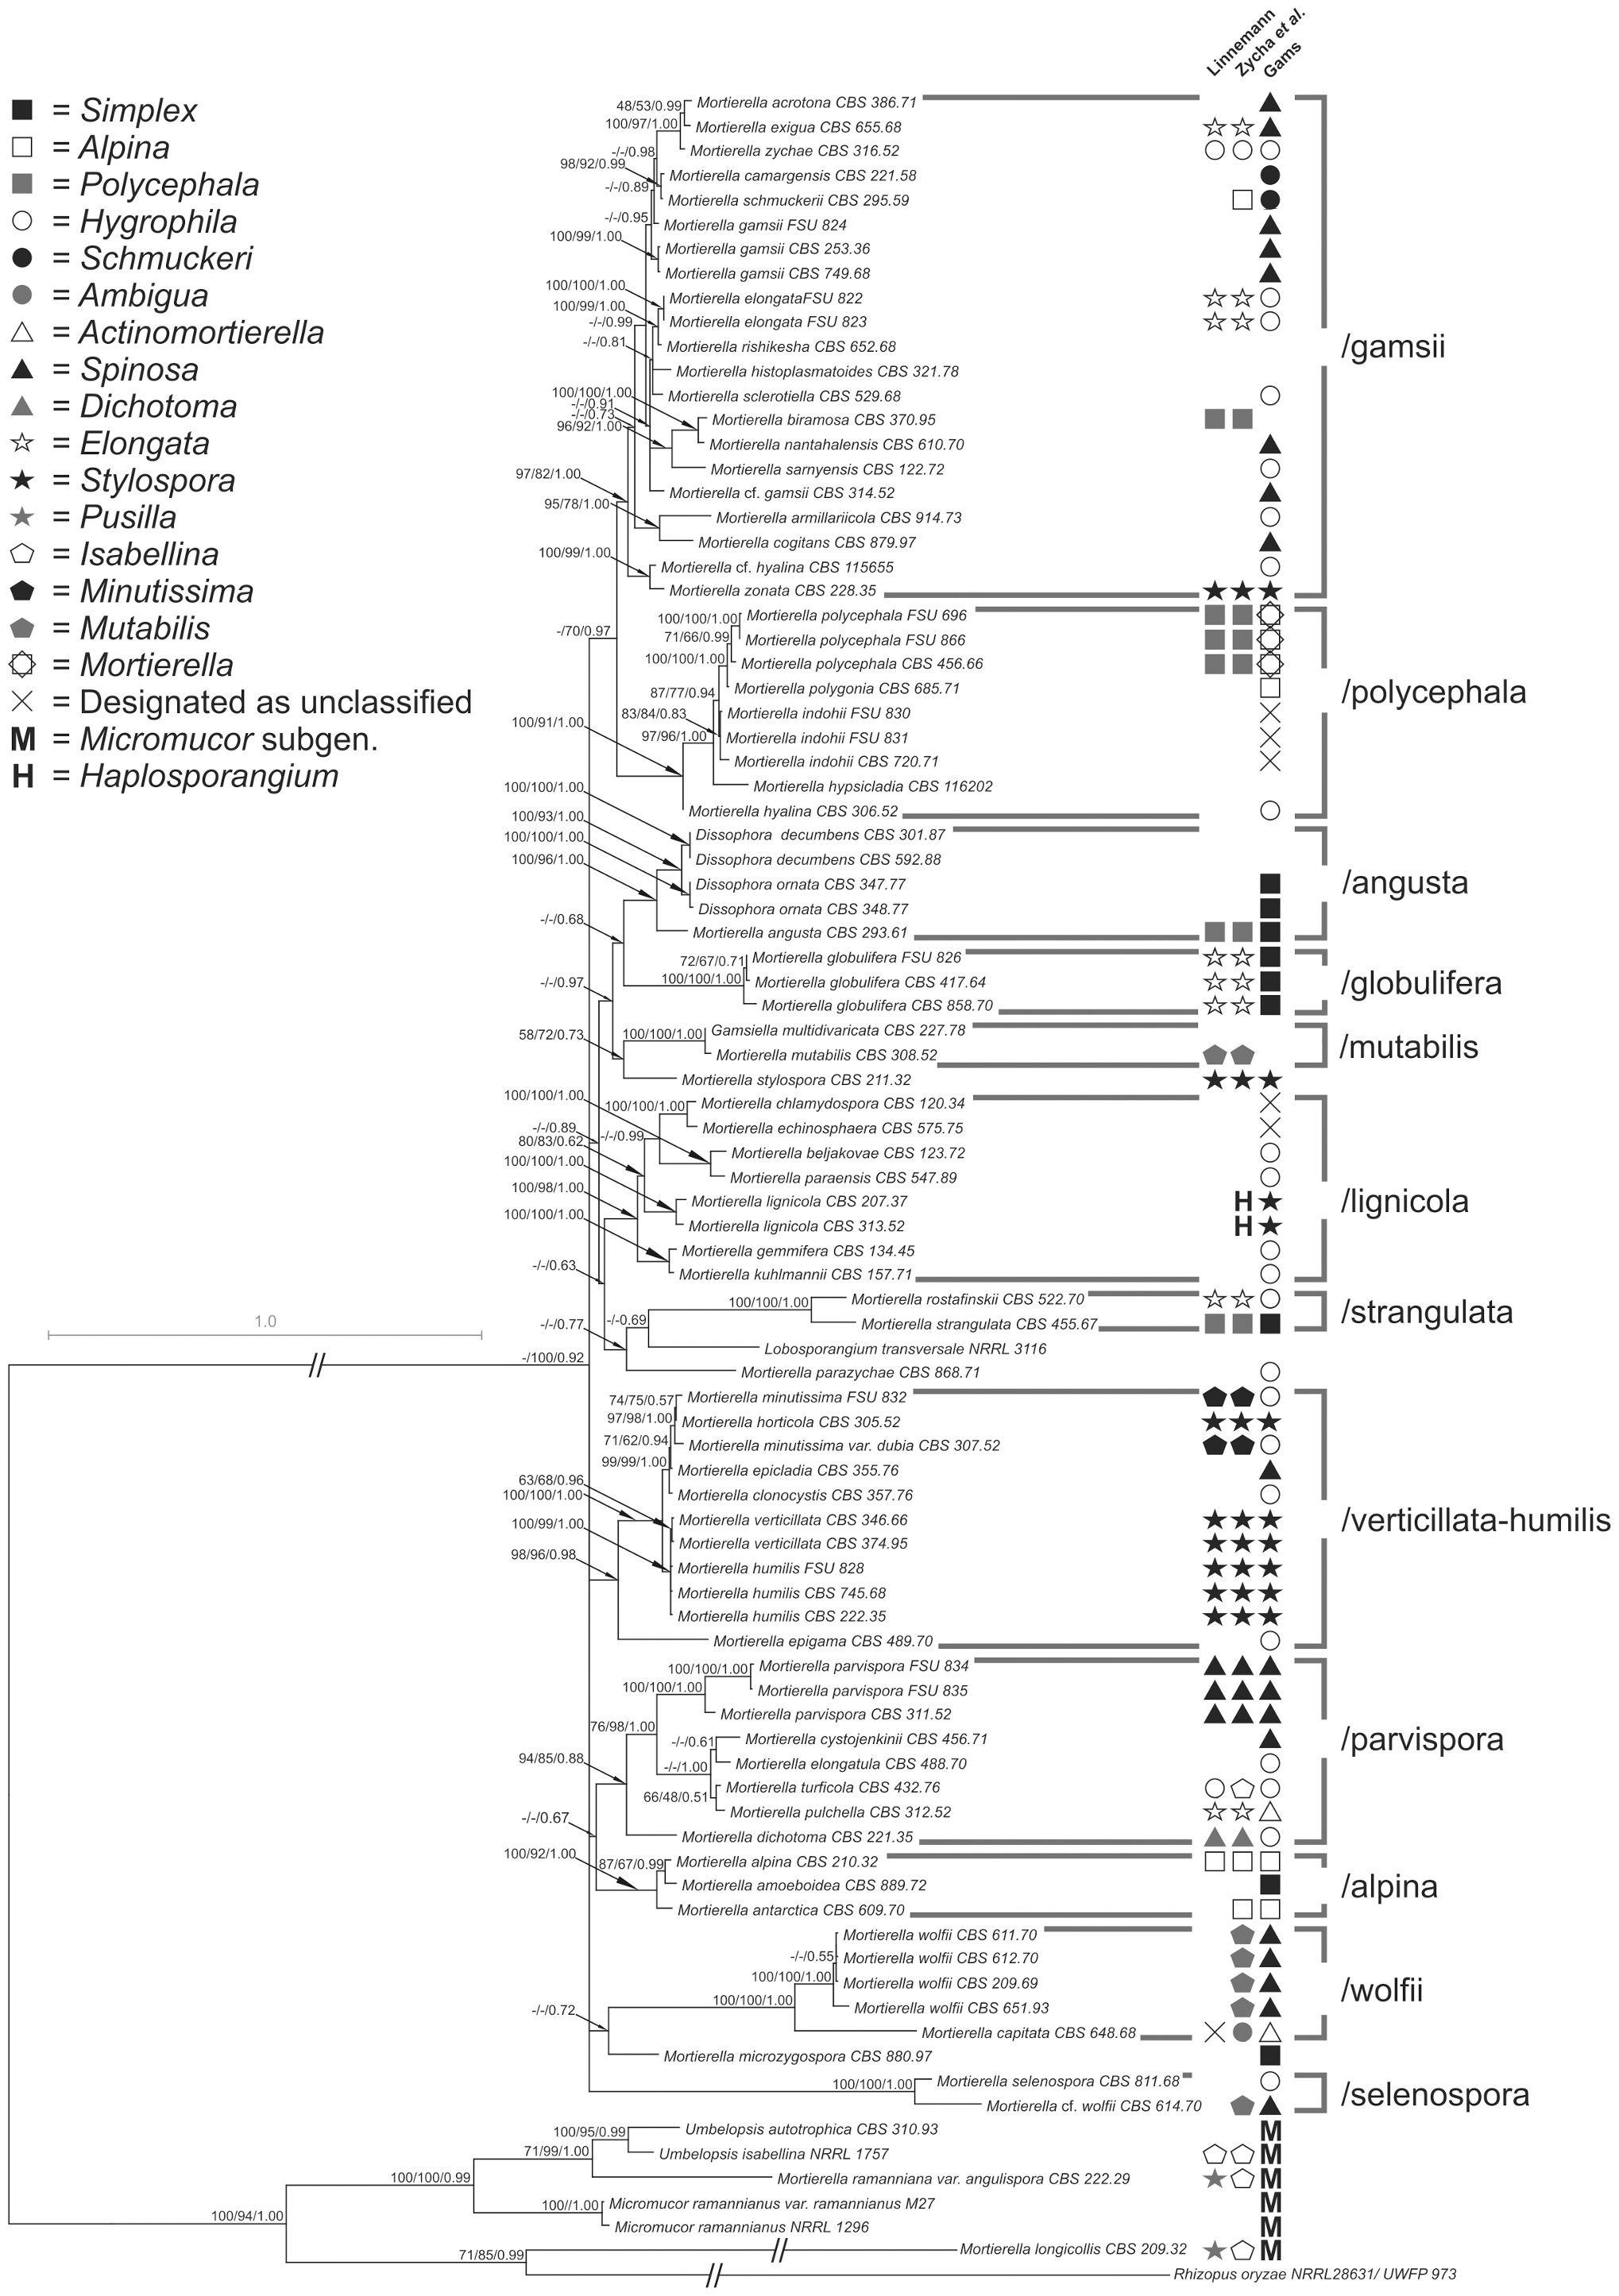 Linnemann
Zycha et al.
Gams
■ = Simplex
□ = Alpina
■ = Polycephala
○ = Hygrophila
● = Schmuckeri
● = Ambigua
△ = Actinomortierella
▲ = Spinosa
▲ = Dichotoma
☆ = Elongata
★ = Stylospora
★ = Pusilla
= Isabellina
= Minutissima
= Mutabilis
= Mortierella
= Designated as unclassified
M = Micromucor subgen.
H = Haplosporangium
48/53/0.99 Mortierella acrotona CBS 386.71
100/97/1.00 Mortierella exigua CBS 655.68
-/-/0.98 Mortierella zychae CBS 316.52
98/92/0.99 Mortierella camargensis CBS 221.58
-/-/0.89 Mortierella schmuckerii CBS 295.59
-/-/0.95 Mortierella gamsii FSU 824
100/99/1.00 Mortierella gamsii CBS 253.36
Mortierella gamsii CBS 749.68
100/100/1.00 Mortierella elongataFSU 822
100/99/1.00 Mortierella elongata FSU 823
-/-/0.99
-/-/0.81 Mortierella rishikesha CBS 652.68
/gamsii
Mortierella histoplasmatoides CBS 321.78
100/100/1.00 Mortierella sclerotiella CBS 529.68
-/-/0.91
-/-/0.73 Mortierella biramosa CBS 370.95
96/92/1.00
Mortierella nantahalensis CBS 610.70
Mortierella sarnyensis CBS 122.72
97/82/1.00
Mortierella cf. gamsii CBS 314.52
95/78/1.00
Mortierella armillariicola CBS 914.73
Mortierella cogitans CBS 879.97
100/99/1.00
Mortierella cf. hyalina CBS 115655
Mortierella zonata CBS 228.35
100/100/1.00 Mortierella polycephala FSU 696
-/70/0.97
71/66/0.99 Mortierella polycephala FSU 866
100/100/1.00 Mortierella polycephala CBS 456.66
87/77/0.94 Mortierella polygonia CBS 685.71
/polycephala
83/84/0.83 Mortierella indohii FSU 830
100/91/1.00
97/96/1.00 Mortierella indohii FSU 831
Mortierella indohii CBS 720.71
Mortierella hypsicladia CBS 116202
100/100/1.00
Mortierella hyalina CBS 306.52
100/93/1.00
100/100/1.00 Dissophora decumbens CBS 301.87
100/96/1.00 Dissophora decumbens CBS 592.88
Dissophora ornata CBS 347.77
/angusta
Dissophora ornata CBS 348.77
-/-/0.68
Mortierella angusta CBS 293.61
72/67/0.71 Mortierella globulifera FSU 826
100/100/1.00 Mortierella globulifera CBS 417.64
-/-/0.97
/globulifera
Mortierella globulifera CBS 858.70
58/72/0.73 100/100/1.00 Gamsiella multidivaricata CBS 227.78
Mortierella mutabilis CBS 308.52
/mutabilis
Mortierella stylospora CBS 211.32
100/100/1.00
100/100/1.00 Mortierella chlamydospora CBS 120.34
-/-/0.89 -/-/0.99 Mortierella echinosphaera CBS 575.75
80/83/0.62
100/100/1.00 Mortierella beljakovae CBS 123.72
Mortierella paraensis CBS 547.89
100/98/1.00
Mortierella lignicola CBS 207.37 H
/lignicola
100/100/1.00
Mortierella lignicola CBS 313.52 H
Mortierella gemmifera CBS 134.45
-/-/0.63
Mortierella kuhlmannii CBS 157.71
100/100/1.00 Mortierella rostafinskii CBS 522.70
1.0
-/-/0.77 -/-/0.69 Mortierella strangulata CBS 455.67
/strangulata
Lobosporangium transversale NRRL 3116
-/100/0.92
Mortierella parazychae CBS 868.71
74/75/0.57 Mortierella minutissima FSU 832
97/98/1.00 Mortierella horticola CBS 305.52
71/62/0.94 Mortierella minutissima var. dubia CBS 307.52
99/99/1.00 Mortierella epicladia CBS 355.76
63/68/0.96
100/100/1.00 Mortierella clonocystis CBS 357.76
100/99/1.00 Mortierella verticillata CBS 346.66
/verticillata-humilis
Mortierella verticillata CBS 374.95
98/96/0.98
Mortierella humilis FSU 828
Mortierella humilis CBS 745.68
Mortierella humilis CBS 222.35
Mortierella epigama CBS 489.70
100/100/1.00 Mortierella parvispora FSU 834
100/100/1.00 Mortierella parvispora FSU 835
76/98/1.00 Mortierella parvispora CBS 311.52
-/-/0.61 Mortierella cystojenkinii CBS 456.71
/parvispora
94/85/0.88 -/-/1.00 Mortierella elongatula CBS 488.70
66/48/0.51 Mortierella turficola CBS 432.76
Mortierella pulchella CBS 312.52
-/-/0.67
Mortierella dichotoma CBS 221.35
100/92/1.00 87/67/0.99 Mortierella alpina CBS 210.32
Mortierella amoeboidea CBS 889.72
/alpina
Mortierella antarctica CBS 609.70
Mortierella wolfii CBS 611.70
-/-/0.55 Mortierella wolfii CBS 612.70
100/100/1.00 Mortierella wolfii CBS 209.69
/wolfii
-/-/0.72 100/100/1.00 Mortierella wolfii CBS 651.93
Mortierella capitata CBS 648.68
Mortierella microzygospora CBS 880.97
100/100/1.00 Mortierella selenospora CBS 811.68
/selenospora
Mortierella cf. wolfii CBS 614.70
100/95/0.99 Umbelopsis autotrophica CBS 310.93 M
71/99/1.00 Umbelopsis isabellina NRRL 1757 M
100/100/0.99 Mortierella ramanniana var. angulispora CBS 222.29 M
100//1.00 Micromucor ramannianus var. ramannianus M27 M
100/94/1.00 Micromucor ramannianus NRRL 1296 M
71/85/0.99 Mortierella longicollis CBS 209.32 M
Rhizopus oryzae NRRL28631/ UWFP 973